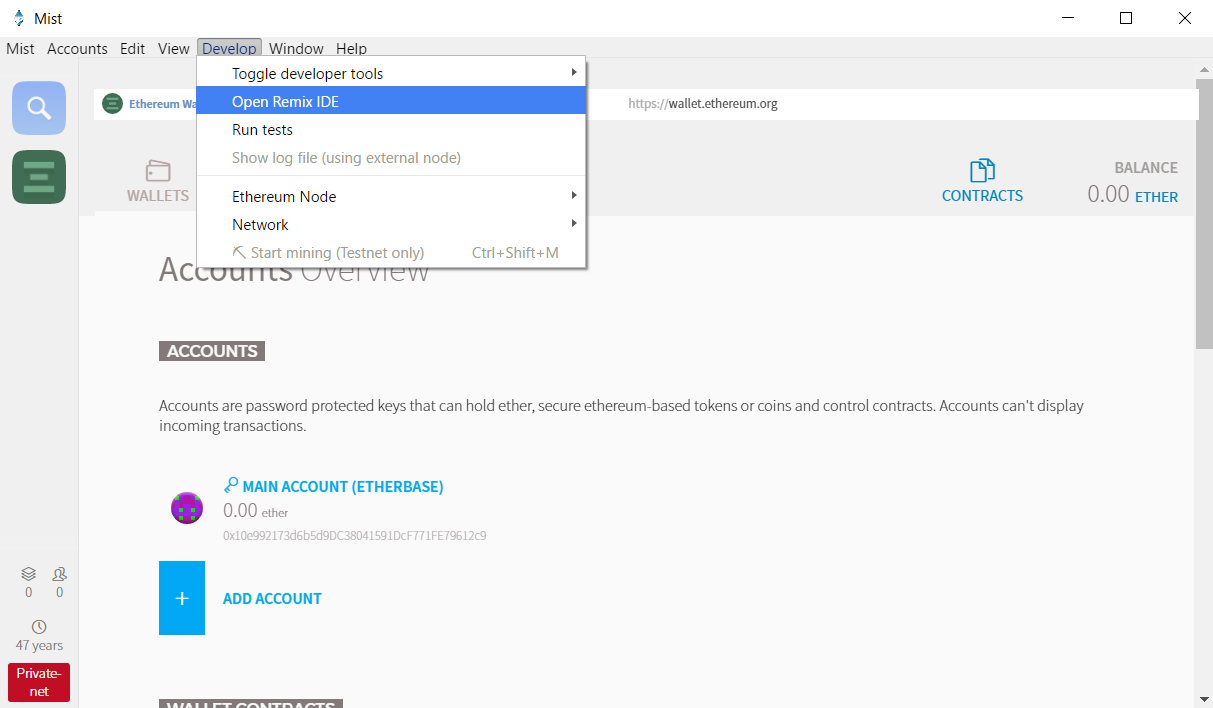 Mist
Mist Accounts Edit View Develop Window Help
Toggle developer tools
Ethereum Wa
https://wallet.ethereum.org
Open Remix IDE
Run tests
Show log file (using external node)
WALLETS
CONTRACTS
BALANCE
0.00 ETHER
Ethereum Node
Network
Start mining (Testnet only) Ctrl+Shift+M
Accounts Overview
ACCOUNTS
Accounts are password protected keys that can hold ether, secure ethereum-based tokens or coins and control contracts. Accounts can't display
incoming transactions.
MAIN ACCOUNT (ETHERBASE)
0.00 ether
0x10e992173d6b5d9DC38041591DcF771FE79612c9
+ ADD ACCOUNT
0 0
47 years
Private-
net
WALLET CONTRACTS